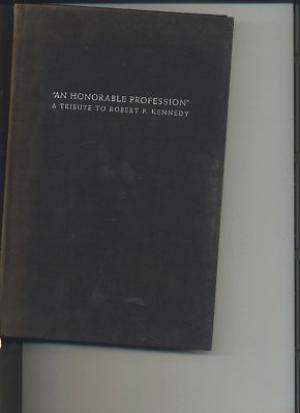 "AN HONORABLE PROFESSION"
A TRIBUTE TO ROBERT F. KENNEDY